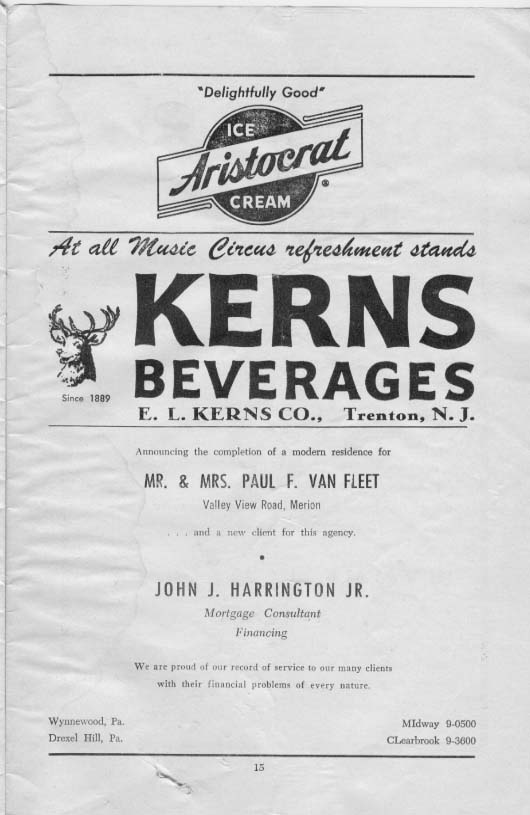 "Delightfully Good"
ICE
Aristocrat
CREAM
®
At all Music Circus refreshment stands
KERNS
BEVERAGES
Since 1889
E. L. KERNS CO., Trenton, N. J.
Announcing the completion of a modern residence for
MR. & MRS. PAUL F. VAN FLEET
Valley View Road, Merion
. . . and a new client for this agency.
•
JOHN J. HARRINGTON JR.
Mortgage Consultant
Financing
We are proud of our record of service to our many clients
with their financial problems of every nature.
Wynnewood, Pa. MIdway 9-0500
Drexel Hill, Pa. CLearbrook 9-3600
15